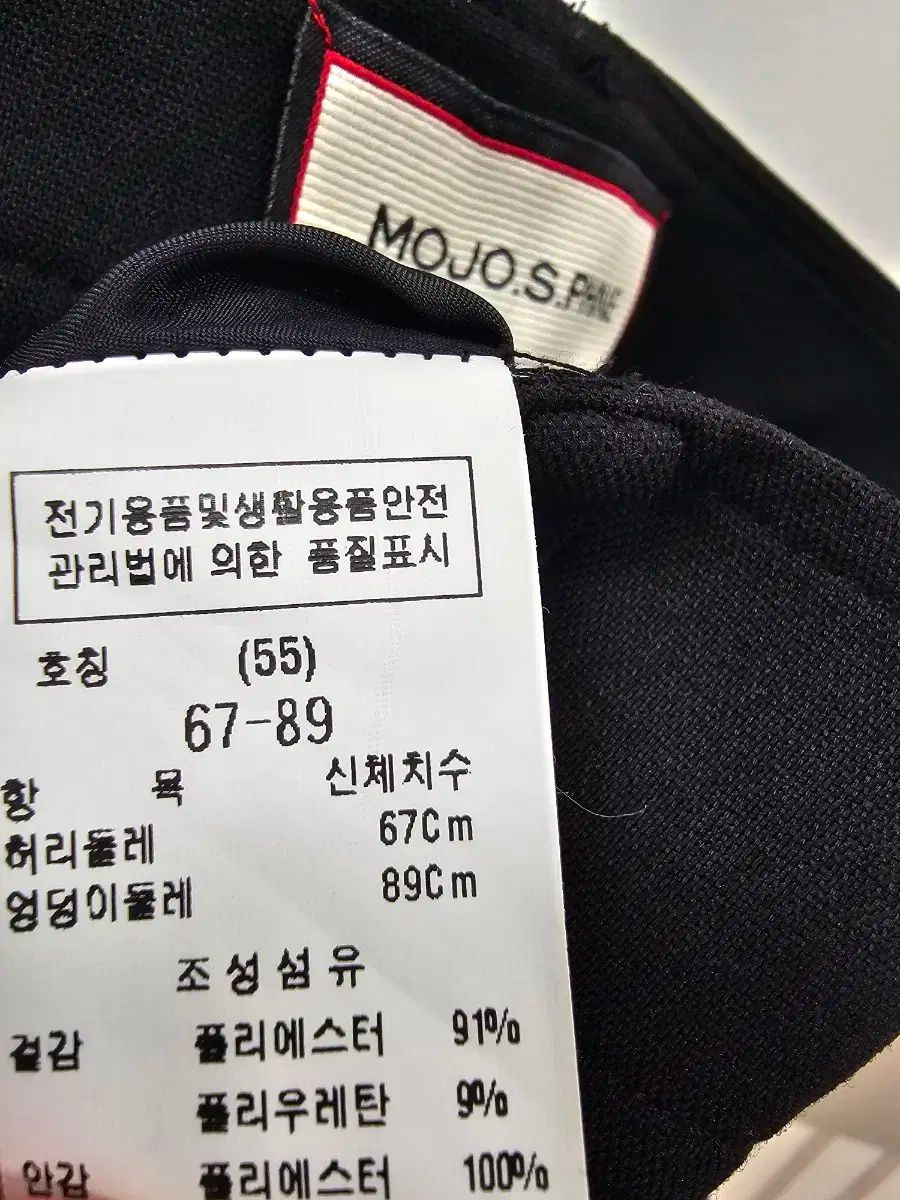 MOJO.S.PHINE
전기용품및생활용품안전
관리법에 의한 품질표시
호칭 (55)
67-89
항 목 신체치수
허리둘레 67Cm
엉덩이둘레 89Cm
조성섬유
겉감 폴리에스터 91%
폴리우레탄 9%
안감 폴리에스터 100%